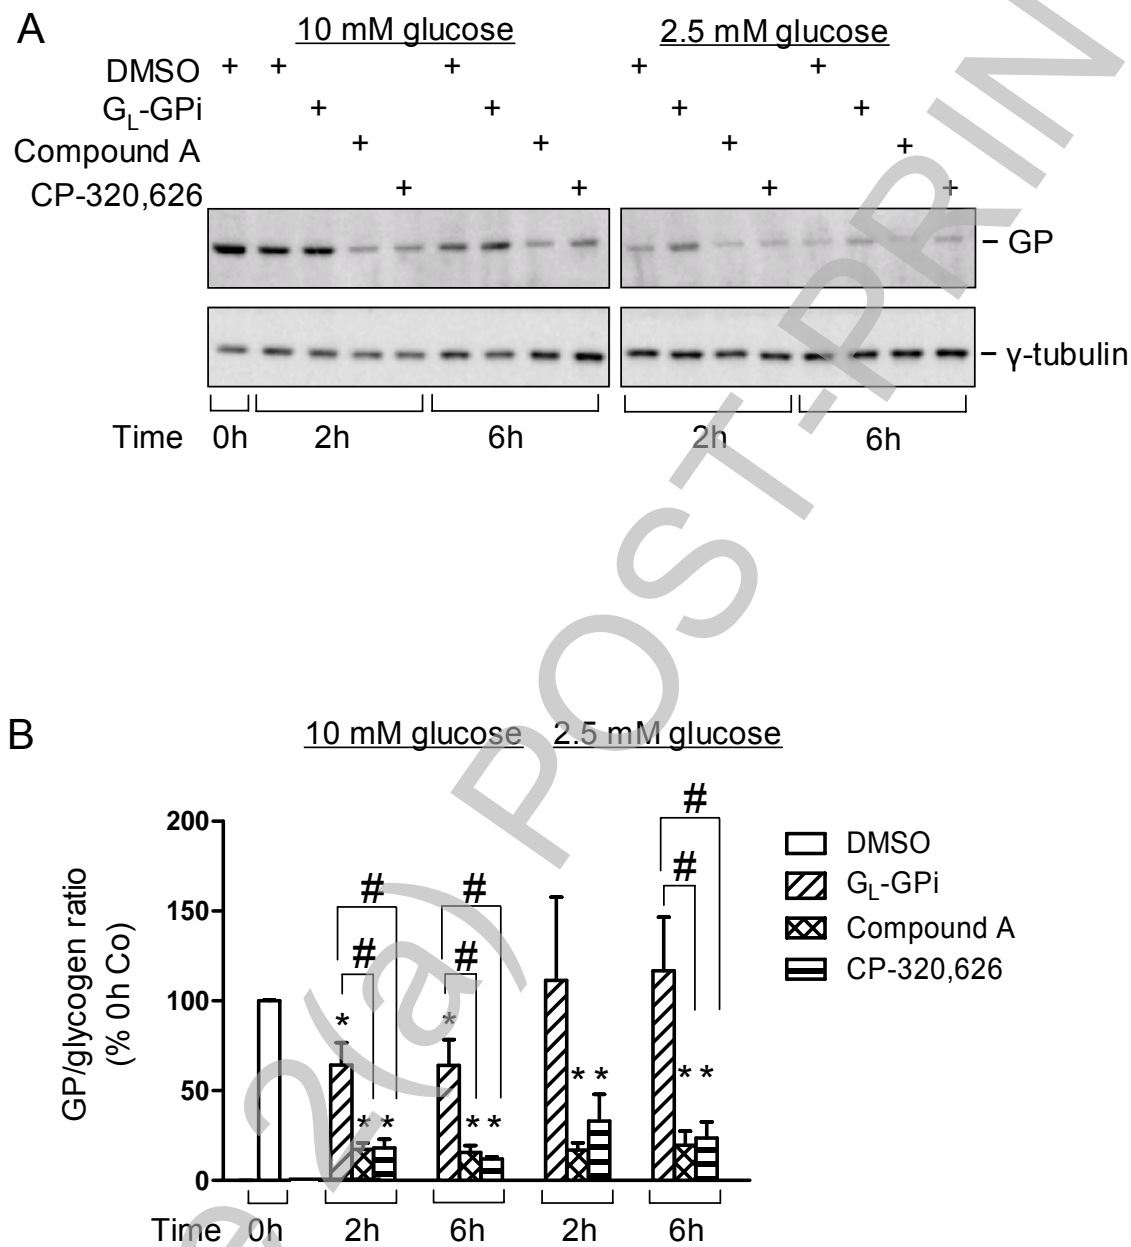 A
10 mM glucose 2.5 mM glucose
DMSO + + + + +
GL-GPi + + + +
Compound A + + + +
CP-320,626 + + + +
– GP
– γ-tubulin
Time 0h 2h 6h 2h 6h
B
10 mM glucose 2.5 mM glucose
GP/glycogen ratio
(% 0h Co)
200
150
100
50
0
# # # # # #
* * * * * * * * * *
DMSO
GL-GPi
Compound A
CP-320,626
Time 0h 2h 6h 2h 6h
2(a) POST-PRIN